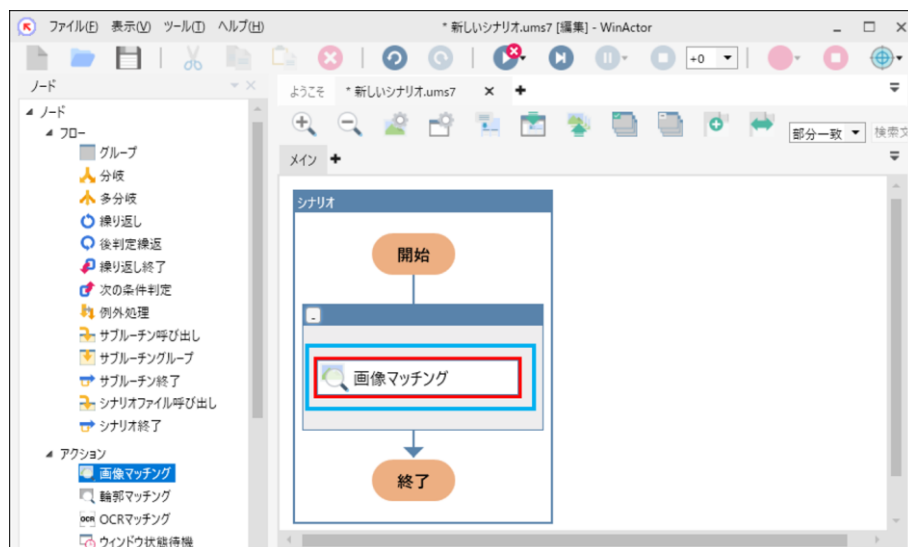 ファイル(F) 表示(V) ツール(T) ヘルプ(H) * 新しいシナリオ.ums7 [編集] - WinActor
+0
ノード
ようこそ * 新しいシナリオ.ums7
部分一致
メイン
ノード
フロー
グループ
分岐
多分岐
繰り返し
後判定繰返
繰り返し終了
次の条件判定
例外処理
サブルーチン呼び出し
サブルーチングループ
サブルーチン終了
シナリオファイル呼び出し
シナリオ終了
アクション
画像マッチング
輪郭マッチング
OCR OCRマッチング
ウィンドウ状態待機
シナリオ
開始
画像マッチング
終了